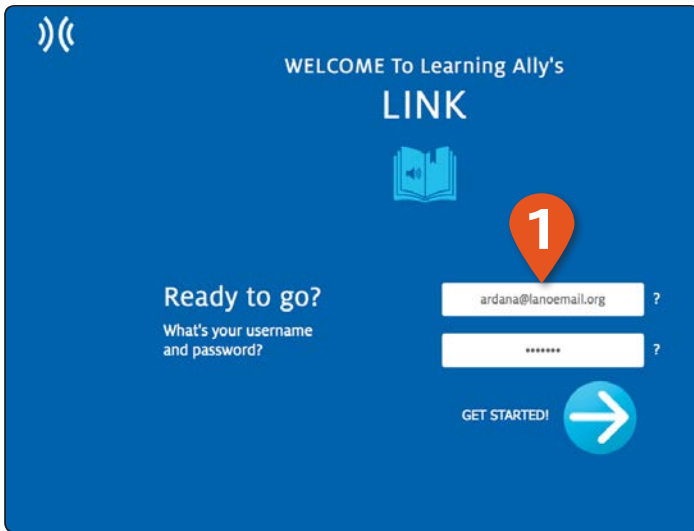 WELCOME To Learning Ally's
LINK
1
Ready to go?
What's your username
and password?
ardana@lanoemail.org ?
••••••• ?
GET STARTED!